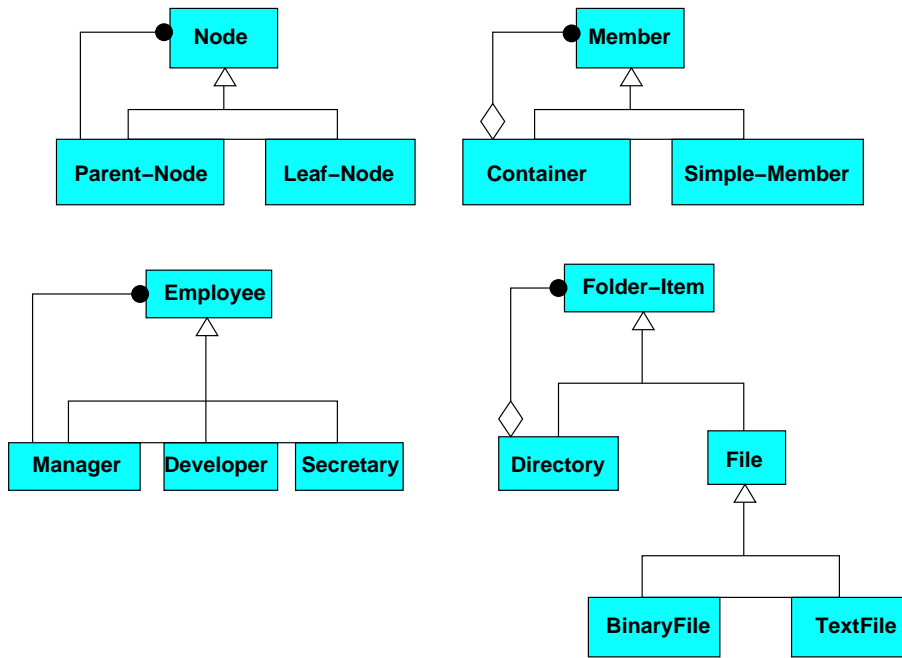 Node
Member
Parent–Node
Leaf–Node
Container
Simple–Member
Employee
Folder–Item
Manager
Developer
Secretary
Directory
File
BinaryFile
TextFile